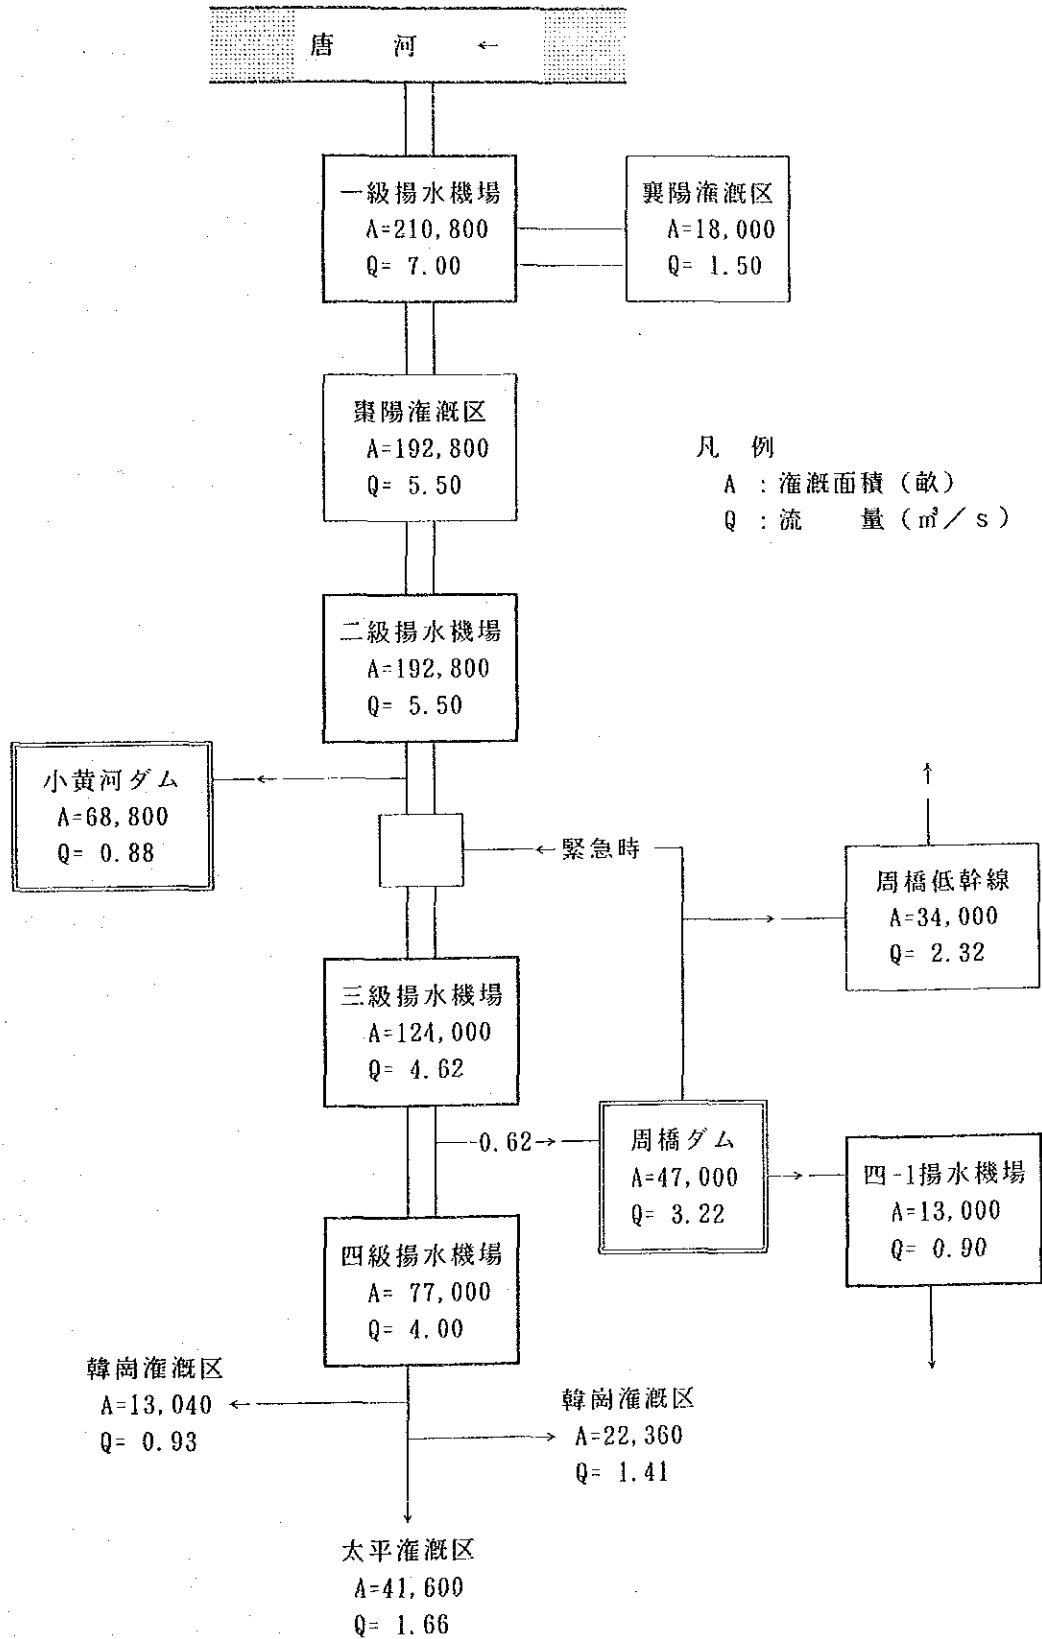 唐 河 ←
一級揚水機場
A=210,800
Q= 7.00
襄陽潅漑区
A=18,000
Q= 1.50
棗陽潅漑区
A=192,800
Q= 5.50
凡 例
A : 潅漑面積 (畝)
Q : 流 量 (㎥/s)
二級揚水機場
A=192,800
Q= 5.50
小黄河ダム
A=68,800
Q= 0.88
← 緊急時
周橋低幹線
A=34,000
Q= 2.32
三級揚水機場
A=124,000
Q= 4.62
0.62→
周橋ダム
A=47,000
Q= 3.22
四-1揚水機場
A=13,000
Q= 0.90
四級揚水機場
A= 77,000
Q= 4.00
韓崗潅漑区
A=13,040
Q= 0.93
韓崗潅漑区
A=22,360
Q= 1.41
太平潅漑区
A=41,600
Q= 1.66